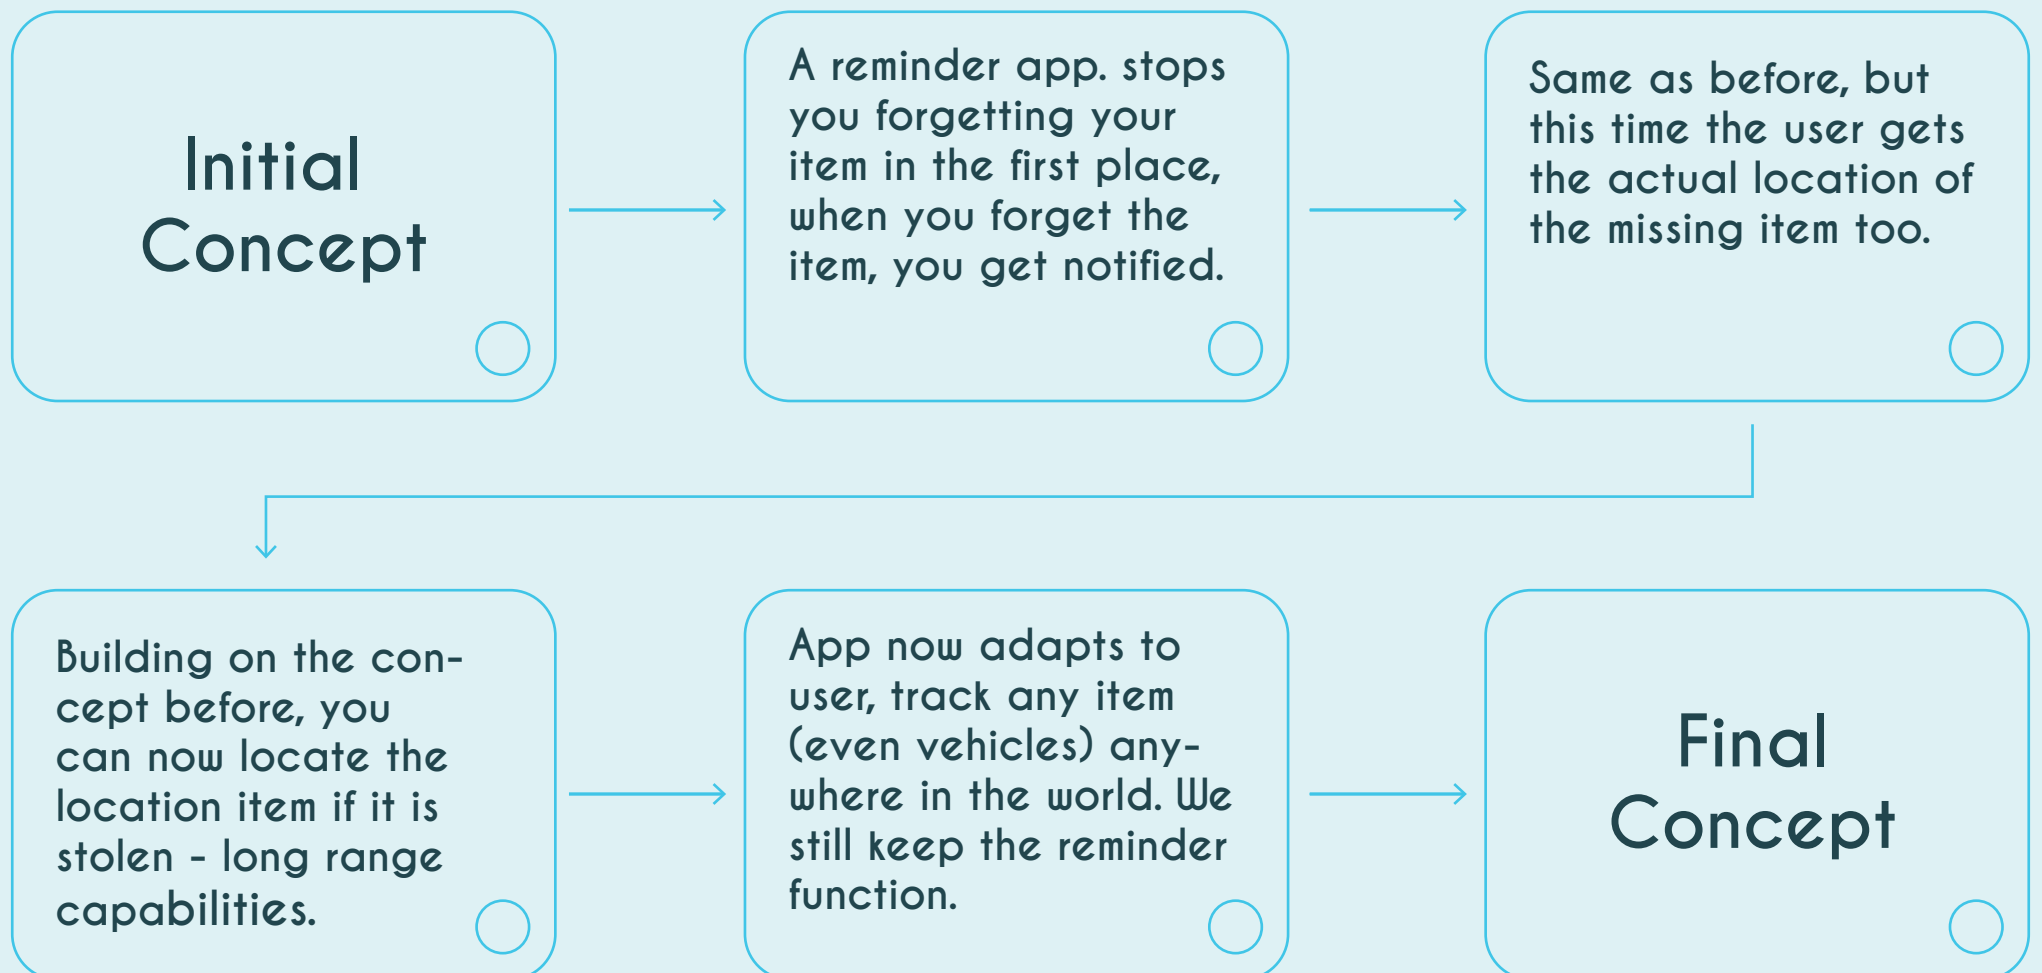 Initial
Concept
A reminder app. stops
you forgetting your
item in the first place,
when you forget the
item, you get notified.
Same as before, but
this time the user gets
the actual location of
the missing item too.
Building on the con-
cept before, you
can now locate the
location item if it is
stolen - long range
capabilities.
App now adapts to
user, track any item
(even vehicles) any-
where in the world. We
still keep the reminder
function.
Final
Concept